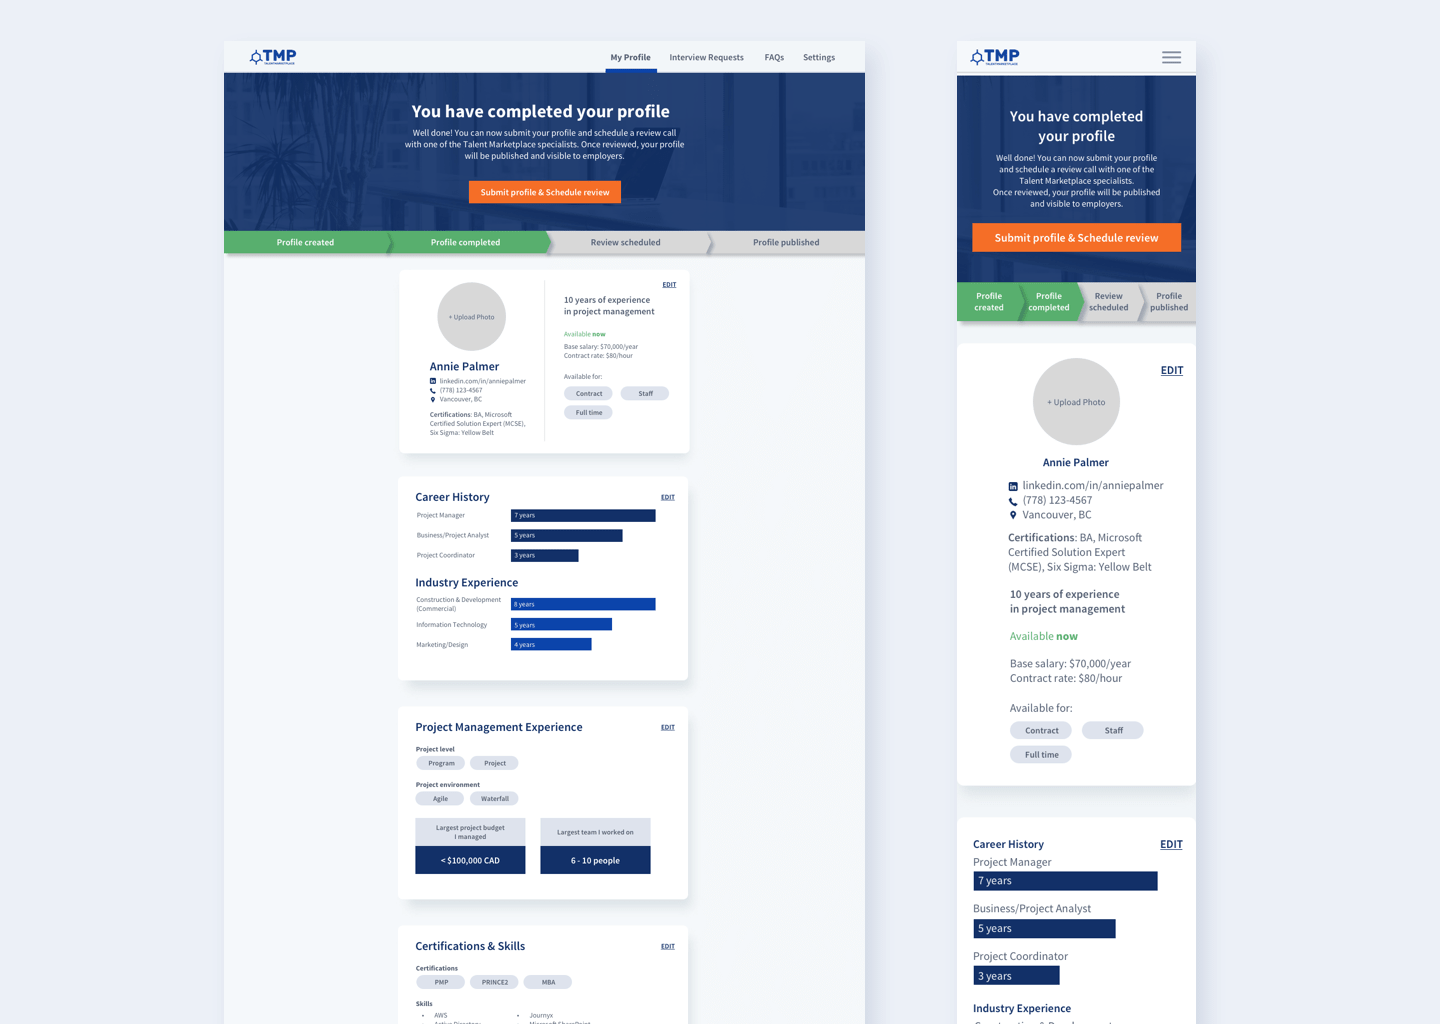 TMP
TALENTMARKETPLACE
My Profile
Interview Requests
FAQs
Settings
You have completed your profile
Well done! You can now submit your profile and schedule a review call
with one of the Talent Marketplace specialists. Once reviewed, your profile
will be published and visible to employers.
Submit profile & Schedule review
Profile created
Profile completed
Review scheduled
Profile published
EDIT
+ Upload Photo
Annie Palmer
in linkedin.com/in/anniepalmer
(778) 123-4567
Vancouver, BC
Certifications: BA, Microsoft
Certified Solution Expert (MCSE),
Six Sigma: Yellow Belt
10 years of experience
in project management
Available now
Base salary: $70,000/year
Contract rate: $80/hour
Available for:
Contract
Staff
Full time
Career History
EDIT
Project Manager
7 years
Business/Project Analyst
5 years
Project Coordinator
3 years
Industry Experience
Construction & Development
(Commercial)
8 years
Information Technology
5 years
Marketing/Design
4 years
Project Management Experience
EDIT
Project level
Program
Project
Project environment
Agile
Waterfall
Largest project budget
I managed
< $100,000 CAD
Largest team I worked on
6 - 10 people
Certifications & Skills
EDIT
Certifications
PMP
PRINCE2
MBA
Skills
• AWS
• Journyx
TMP
TALENTMARKETPLACE
You have completed
your profile
Well done! You can now submit your profile
and schedule a review call with one of the
Talent Marketplace specialists.
Once reviewed, your profile will be published
and visible to employers.
Submit profile & Schedule review
Profile
created
Profile
completed
Review
scheduled
Profile
published
EDIT
+ Upload Photo
Annie Palmer
in linkedin.com/in/anniepalmer
(778) 123-4567
Vancouver, BC
Certifications: BA, Microsoft
Certified Solution Expert
(MCSE), Six Sigma: Yellow Belt
10 years of experience
in project management
Available now
Base salary: $70,000/year
Contract rate: $80/hour
Available for:
Contract
Staff
Full time
Career History
EDIT
Project Manager
7 years
Business/Project Analyst
5 years
Project Coordinator
3 years
Industry Experience